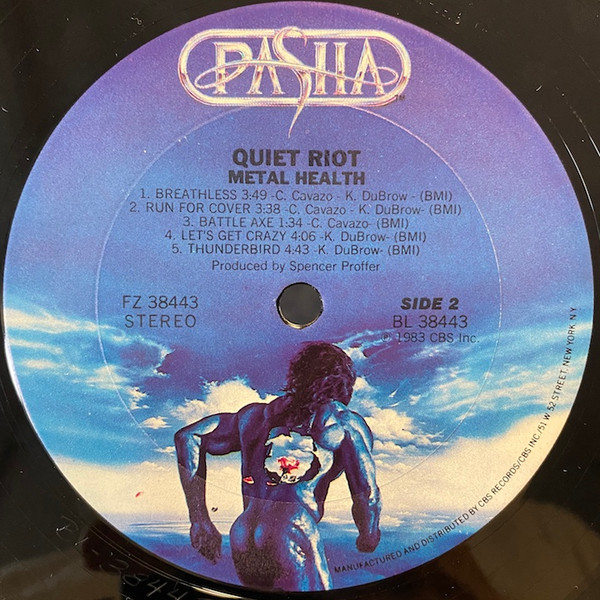 PASHA
TM
QUIET RIOT
METAL HEALTH
1. BREATHLESS 3:49 -C. Cavazo - K. DuBrow - (BMI)
2. RUN FOR COVER 3:38 -C. Cavazo - K. DuBrow- (BMI)
3. BATTLE AXE 1:34 -C. Cavazo- (BMI)
4. LET'S GET CRAZY 4:06 -K. DuBrow- (BMI)
5. THUNDERBIRD 4:43 -K. DuBrow- (BMI)
Produced by Spencer Proffer
FZ 38443
STEREO
SIDE 2
BL 38443
℗ 1983 CBS Inc.
MANUFACTURED AND DISTRIBUTED BY CBS RECORDS/CBS INC./51 W. 52 STREET, NEW YORK, N.Y.